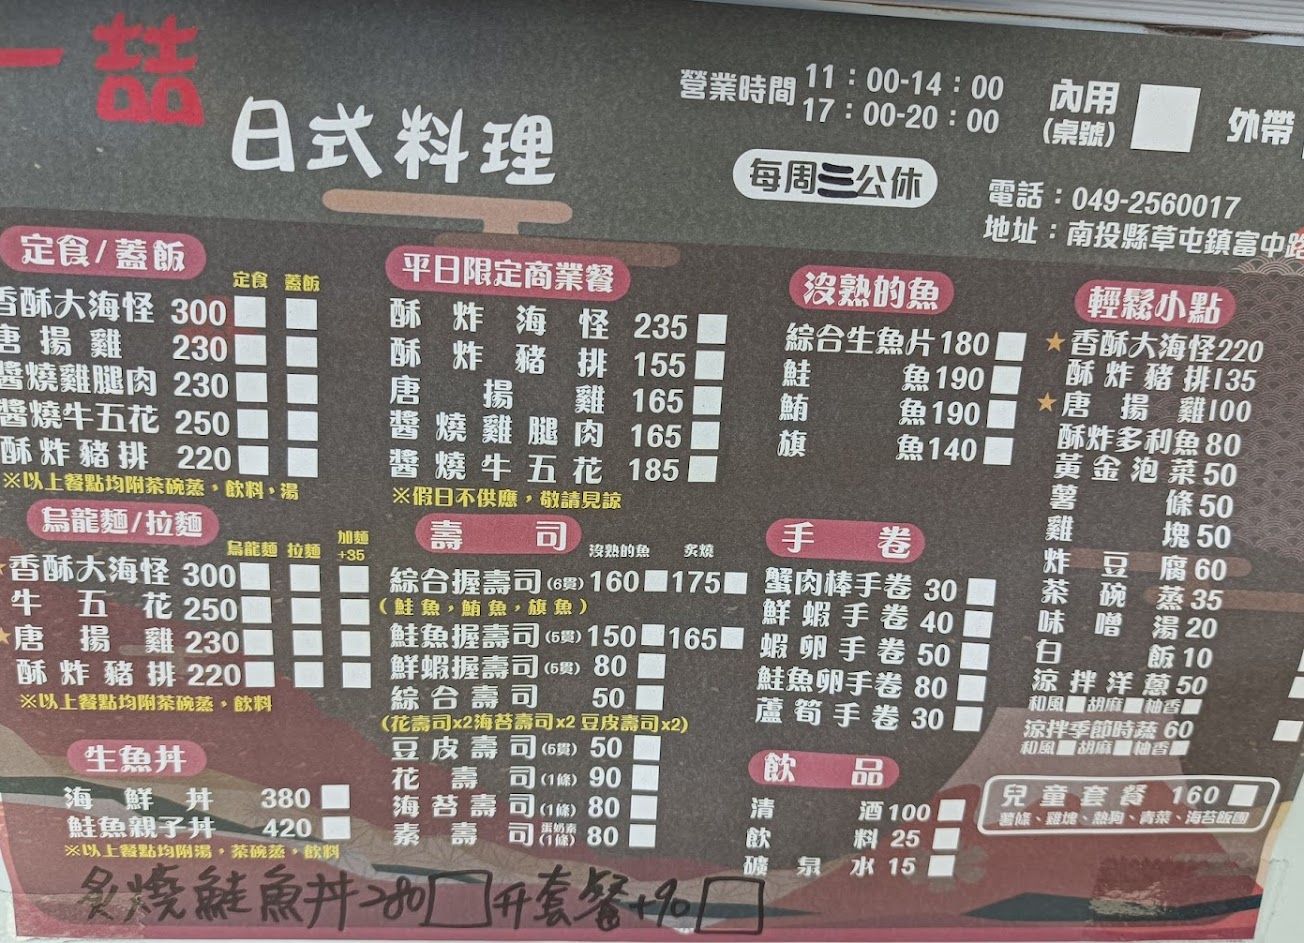 一喆
日式料理
營業時間 11：00-14：00
17：00-20：00
內用
(桌號)
外帶
每周三公休
電話：049-2560017
地址：南投縣草屯鎮富中路
定食/蓋飯
定食 蓋飯
香酥大海怪 300
唐揚雞 230
醬燒雞腿肉 230
醬燒牛五花 250
酥炸豬排 220
※以上餐點均附茶碗蒸，飲料，湯
烏龍麵/拉麵
烏龍麵 拉麵 加麵+35
香酥大海怪 300
牛五花 250
★唐揚雞 230
酥炸豬排 220
※以上餐點均附茶碗蒸，飲料
生魚丼
海鮮丼 380
鮭魚親子丼 420
※以上餐點均附湯，茶碗蒸，飲料
平日限定商業餐
酥炸海怪 235
酥炸豬排 155
唐揚雞 165
醬燒雞腿肉 165
醬燒牛五花 185
※假日不供應，敬請見諒
壽司
沒熟的魚 炙燒
綜合握壽司(6貫) 160 175
(鮭魚，鮪魚，旗魚)
鮭魚握壽司(5貫) 150 165
鮮蝦握壽司(5貫) 80
綜合壽司 50
(花壽司x2海苔壽司x2 豆皮壽司x2)
豆皮壽司(5貫) 50
花壽司(1條) 90
海苔壽司(1條) 80
素壽司蛋奶素(1條) 80
沒熟的魚
綜合生魚片 180
鮭魚 190
鮪魚 190
旗魚 140
手卷
蟹肉棒手卷 30
鮮蝦手卷 40
蝦卵手卷 50
鮭魚卵手卷 80
蘆筍手卷 30
飲品
清酒 100
飲料 25
礦泉水 15
輕鬆小點
★香酥大海怪 220
酥炸豬排 135
★唐揚雞 100
酥炸多利魚 80
黃金泡菜 50
薯條 50
雞塊 50
炸豆腐 60
茶碗蒸 35
味噌湯 20
白飯 10
涼拌洋蔥 50
和風 胡麻 柚香
涼拌季節時蔬 60
和風 胡麻 柚香
兒童套餐 160
薯條、雞塊、熱狗、青菜、海苔飯團
炙燒鮭魚丼280 升套餐+90